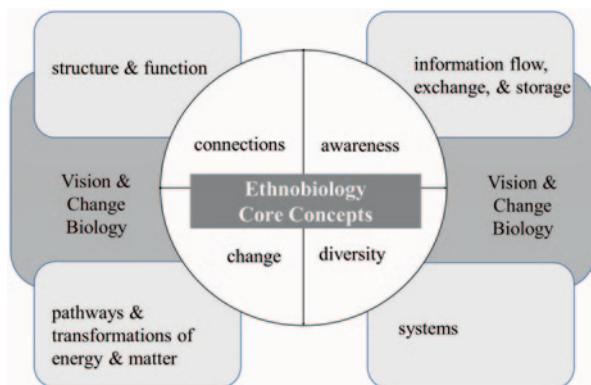 structure & function
information flow,
exchange, & storage
connections
awareness
Vision &
Change
Biology
Ethnobiology
Core Concepts
Vision &
Change
Biology
change
diversity
pathways &
transformations of
energy & matter
systems